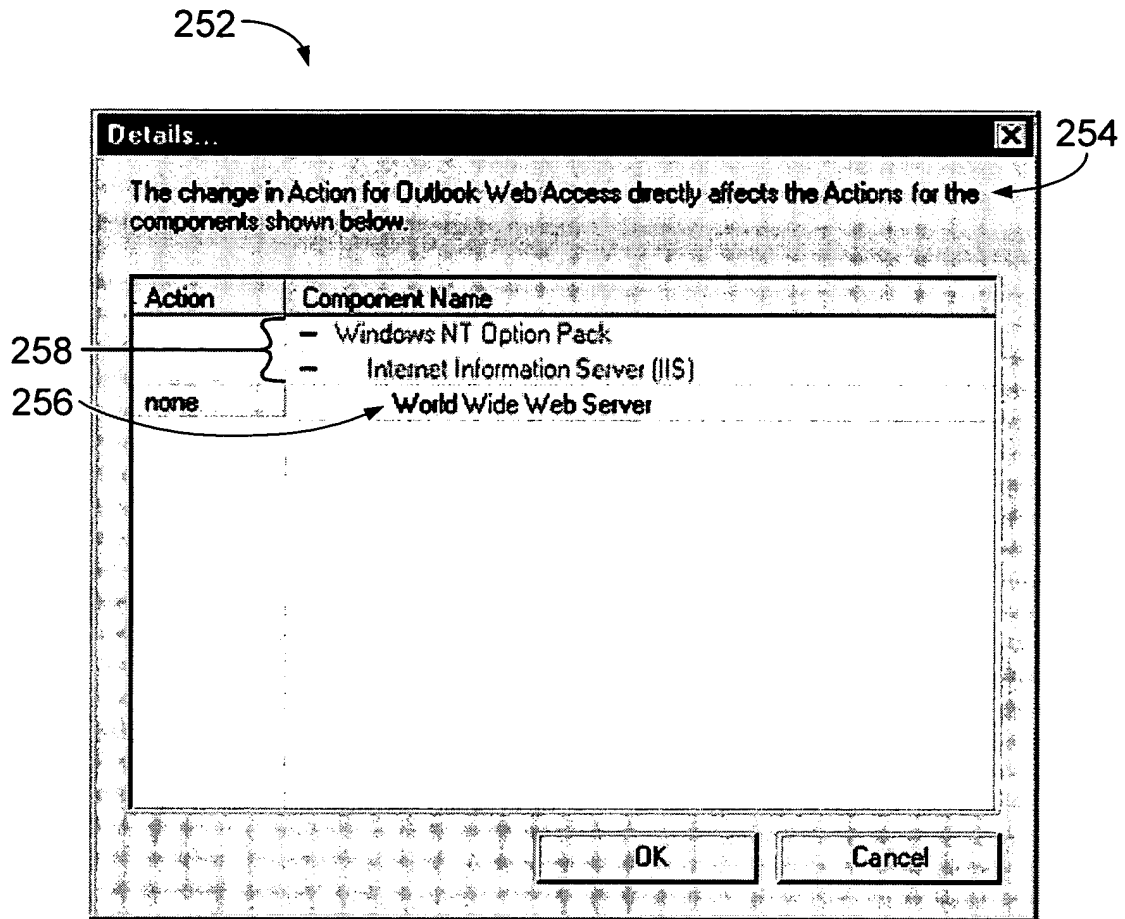 252
Details...
254
The change in Action for Outlook Web Access directly affects the Actions for the
components shown below.
Action Component Name
258
– Windows NT Option Pack
– Internet Information Server (IIS)
256
none World Wide Web Server
OK Cancel